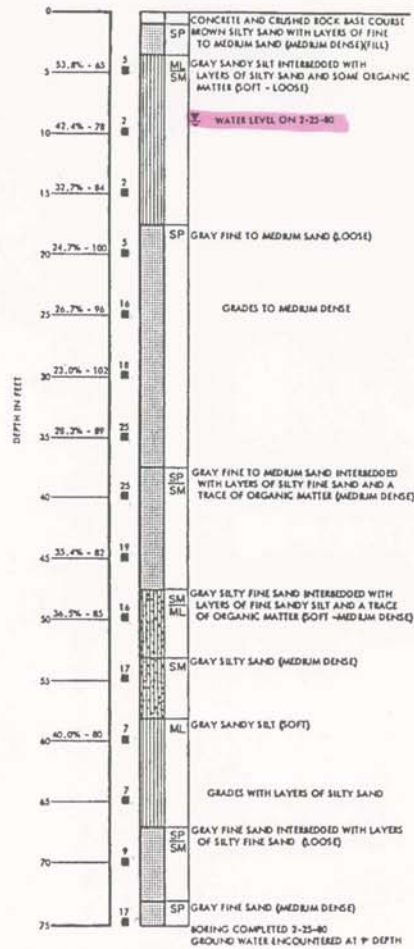 CONCRETE AND CRUSHED ROCK BASE COURSE
SP BROWN SILTY SAND WITH LAYERS OF FINE
TO MEDIUM SAND (MEDIUM DENSE)(FILL)
5 53.8% - 65 5 ML SM GRAY SANDY SILT INTERBEDDED WITH
LAYERS OF SILTY SAND AND SOME ORGANIC
MATTER (SOFT - LOOSE)
10 42.4% - 78 2 WATER LEVEL ON 2-25-80
15 32.7% - 84 2
SP GRAY FINE TO MEDIUM SAND (LOOSE)
20 24.7% - 100 5
25 26.7% - 96 16 GRADES TO MEDIUM DENSE
30 23.0% - 102 18
DEPTH IN FEET
35 28.2% - 89 25
SP SM GRAY FINE TO MEDIUM SAND INTERBEDDED
WITH LAYERS OF SILTY FINE SAND AND A
40 25 TRACE OF ORGANIC MATTER (MEDIUM DENSE)
45 35.4% - 82 19
SM ML GRAY SILTY FINE SAND INTERBEDDED WITH
LAYERS OF FINE SANDY SILT AND A TRACE
50 36.5% - 85 16 OF ORGANIC MATTER (SOFT - MEDIUM DENSE)
SM GRAY SILTY SAND (MEDIUM DENSE)
55 17
ML GRAY SANDY SILT (SOFT)
60 40.0% - 80 7
GRADES WITH LAYERS OF SILTY SAND
65 7
SP SM GRAY FINE SAND INTERBEDDED WITH LAYERS
OF SILTY FINE SAND (LOOSE)
70 9
SP GRAY FINE SAND (MEDIUM DENSE)
75 17
BORING COMPLETED 2-25-80
GROUND WATER ENCOUNTERED AT DEPTH